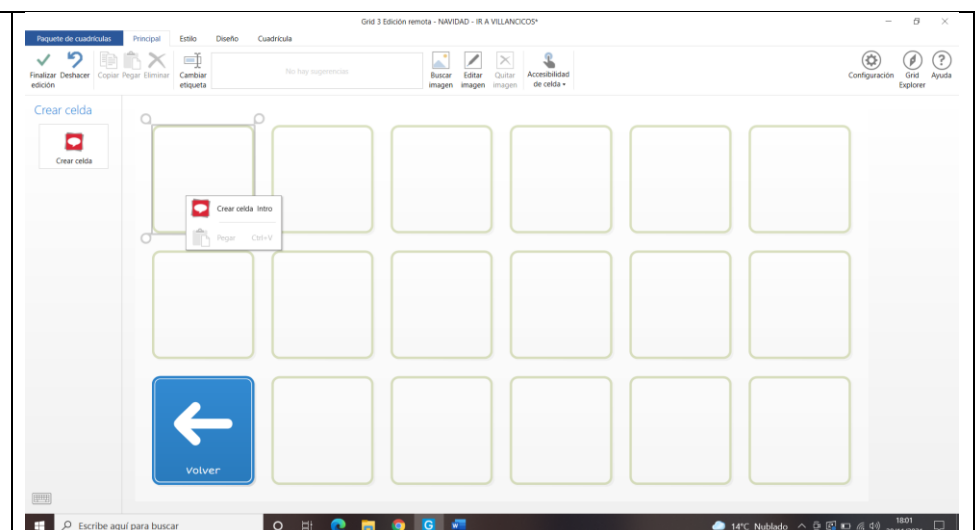 Grid 3 Edición remota - NAVIDAD - IR A VILLANCICOS*
Paquete de cuadrículas Principal Estilo Diseño Cuadrícula
Finalizar edición Deshacer Copiar Pegar Eliminar Cambiar etiqueta No hay sugerencias Buscar imagen Editar imagen Quitar imagen Accesibilidad de celda Configuración Grid Explorer Ayuda
Crear celda
Crear celda
Crear celda Intro
Pegar Ctrl+V
Volver
Escribe aquí para buscar
14°C Nublado 18:01